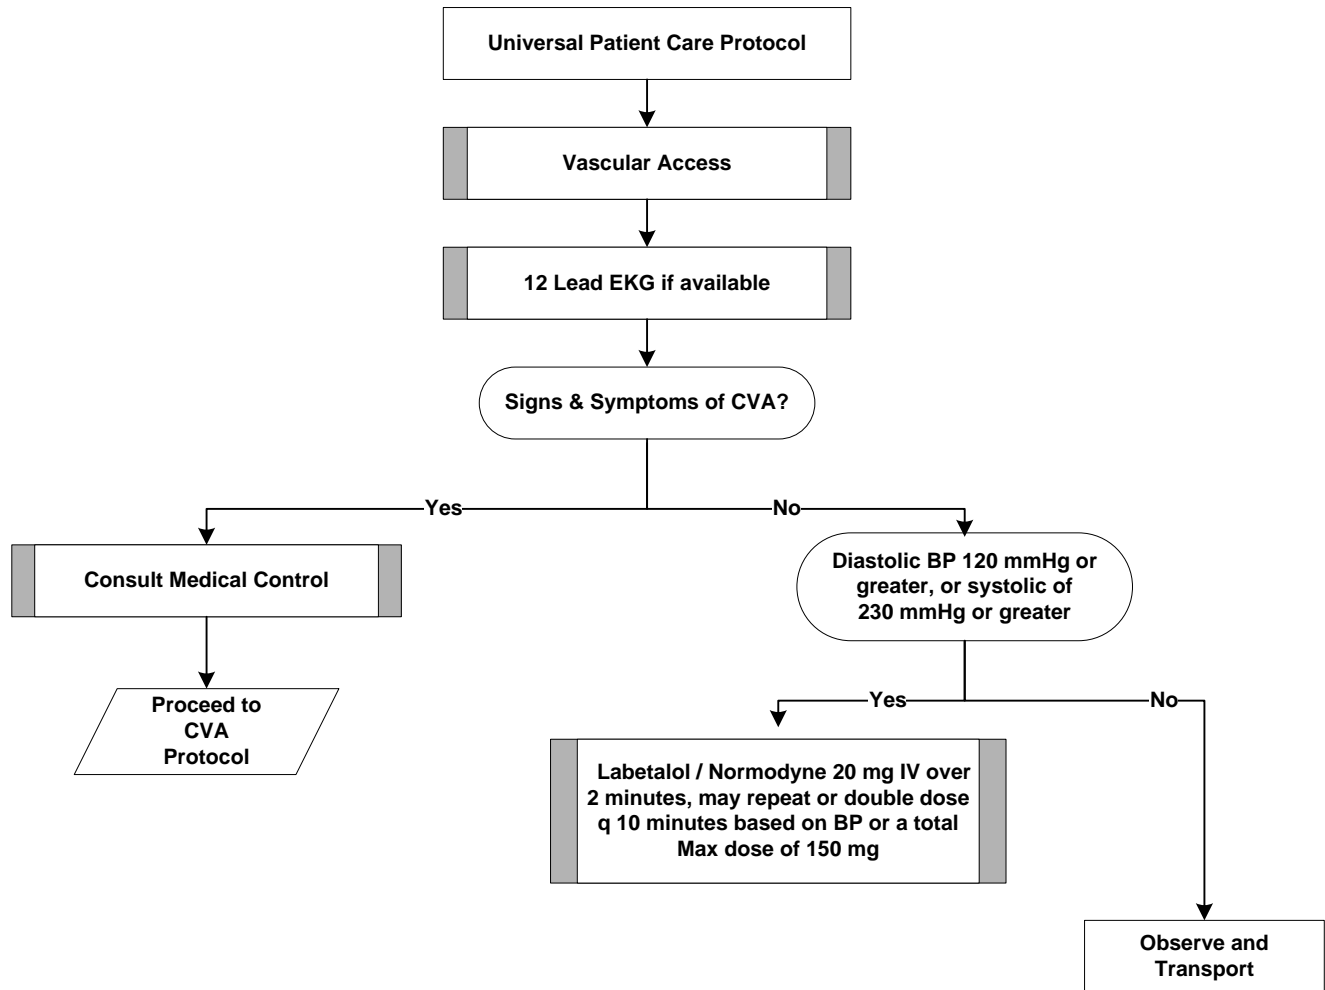 Universal Patient Care Protocol
Vascular Access
12 Lead EKG if available
Signs & Symptoms of CVA?
Yes
No
Consult Medical Control
Diastolic BP 120 mmHg or
greater, or systolic of
230 mmHg or greater
Proceed to
CVA
Protocol
Yes
No
Labetalol / Normodyne 20 mg IV over
2 minutes, may repeat or double dose
q 10 minutes based on BP or a total
Max dose of 150 mg
Observe and
Transport